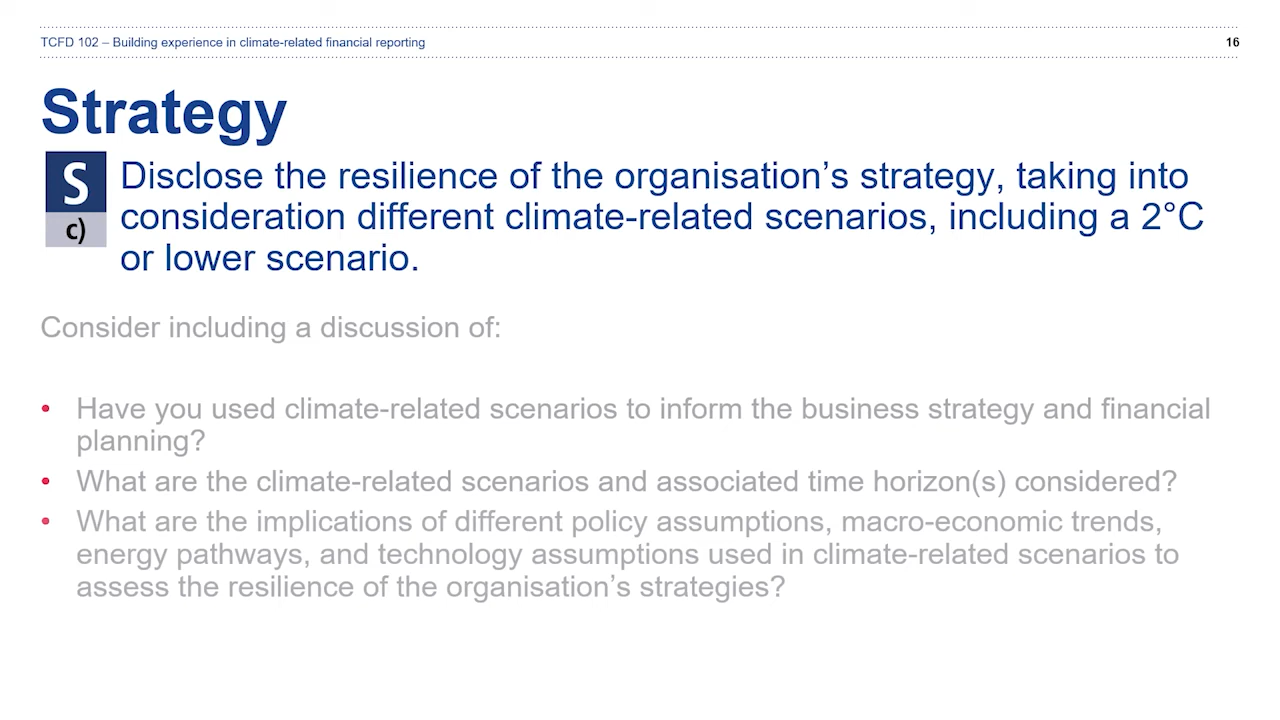 TCFD 102 – Building experience in climate-related financial reporting
16
Strategy
S
c)
Disclose the resilience of the organisation’s strategy, taking into
consideration different climate-related scenarios, including a 2°C
or lower scenario.
Consider including a discussion of:
• Have you used climate-related scenarios to inform the business strategy and financial
planning?
• What are the climate-related scenarios and associated time horizon(s) considered?
• What are the implications of different policy assumptions, macro-economic trends,
energy pathways, and technology assumptions used in climate-related scenarios to
assess the resilience of the organisation’s strategies?